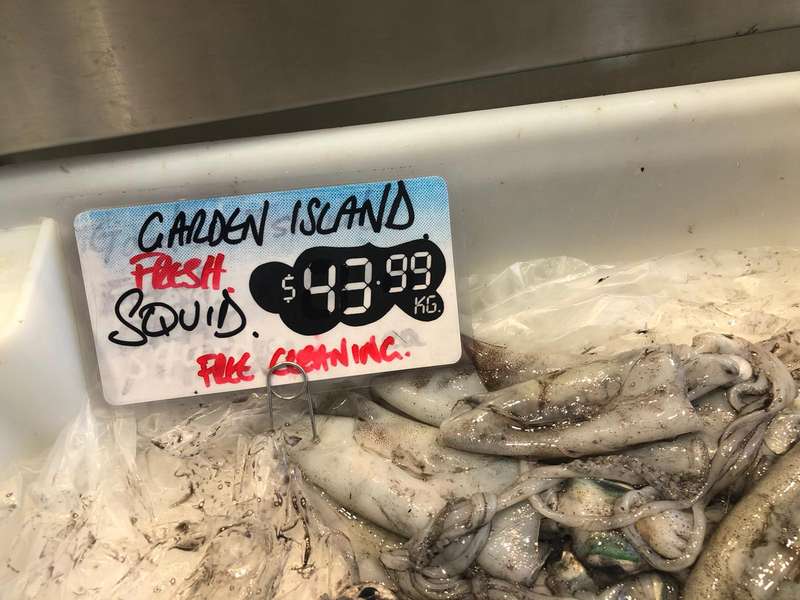 GARDEN ISLAND.
FRESH.
$43.99 KG.
SQUID.
FREE CLEANING.